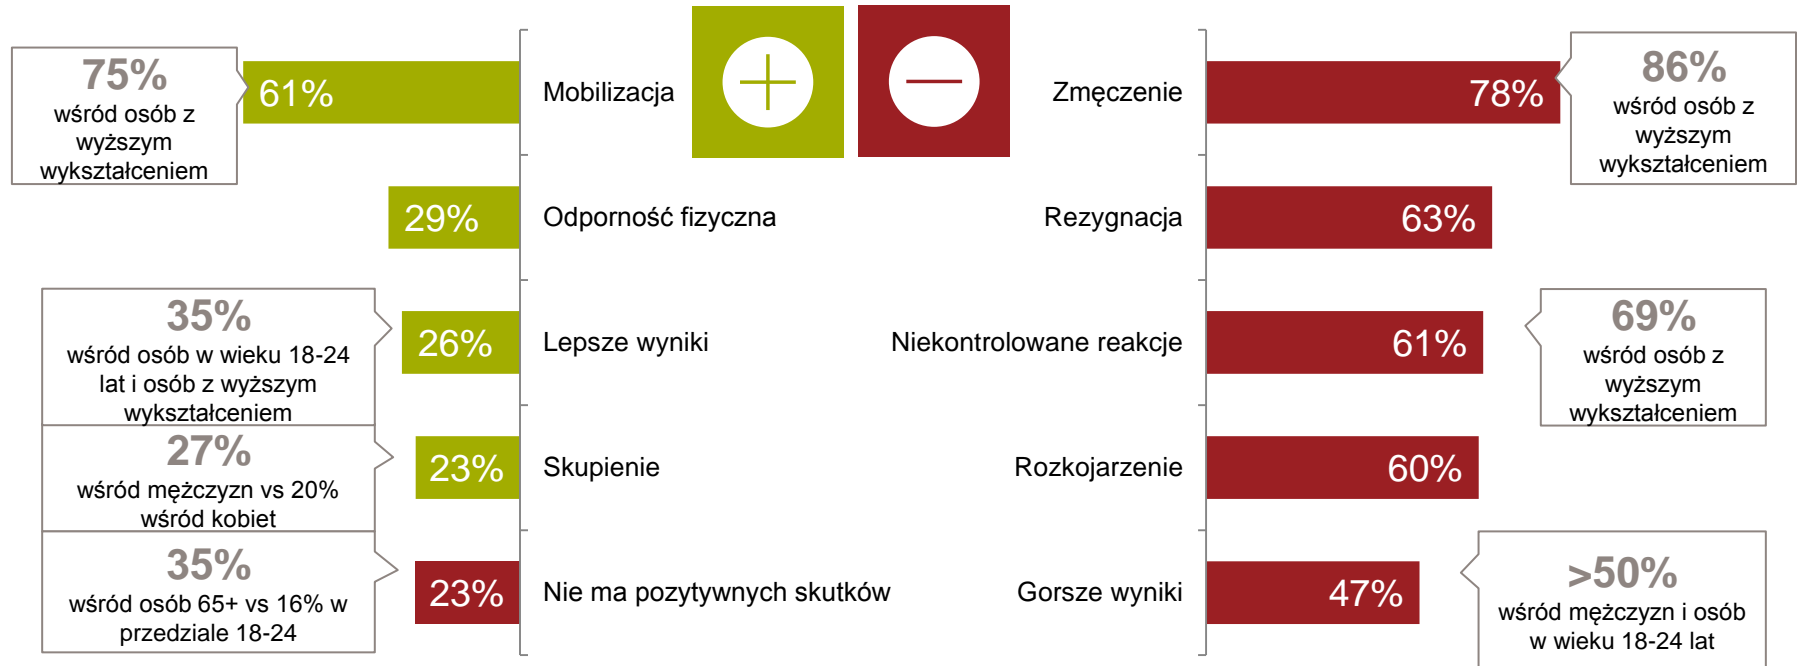 75%
wśród osób z
wyższym
wykształceniem
61%
Mobilizacja
Zmęczenie
78%
86%
wśród osób z
wyższym
wykształceniem
29%
Odporność fizyczna
Rezygnacja
63%
35%
wśród osób w wieku 18-24
lat i osób z wyższym
wykształceniem
26%
Lepsze wyniki
Niekontrolowane reakcje
61%
69%
wśród osób z
wyższym
wykształceniem
27%
wśród mężczyzn vs 20%
wśród kobiet
23%
Skupienie
Rozkojarzenie
60%
35%
wśród osób 65+ vs 16% w
przedziale 18-24
23%
Nie ma pozytywnych skutków
Gorsze wyniki
47%
>50%
wśród mężczyzn i osób
w wieku 18-24 lat